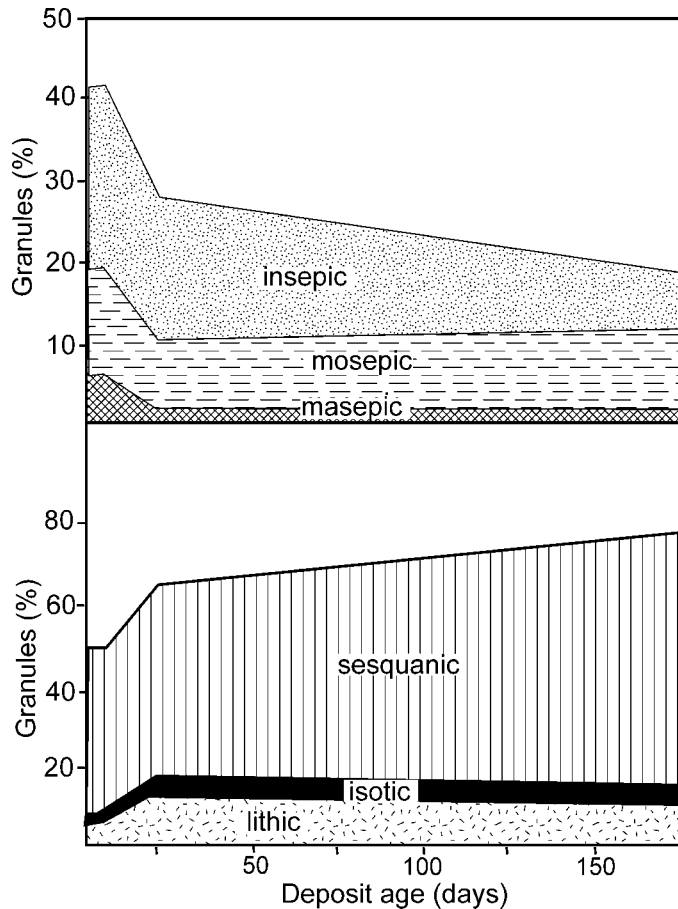 50
40
30
20
10
Granules (%)
insepic
mosepic
masepic
80
60
40
20
Granules (%)
sesquanic
isotic
lithic
50
100
150
Deposit age (days)